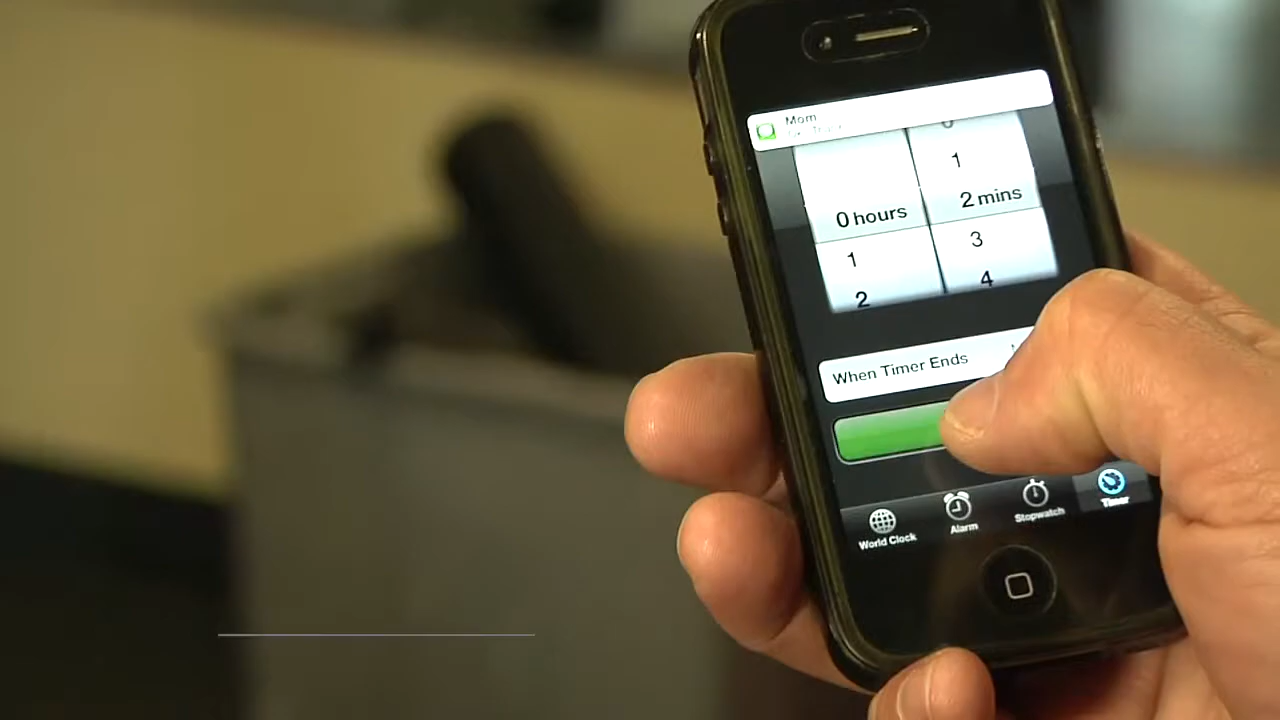 Mom
0
1
0 hours 2 mins
1 3
2 4
When Timer Ends
World Clock Alarm Stopwatch Timer